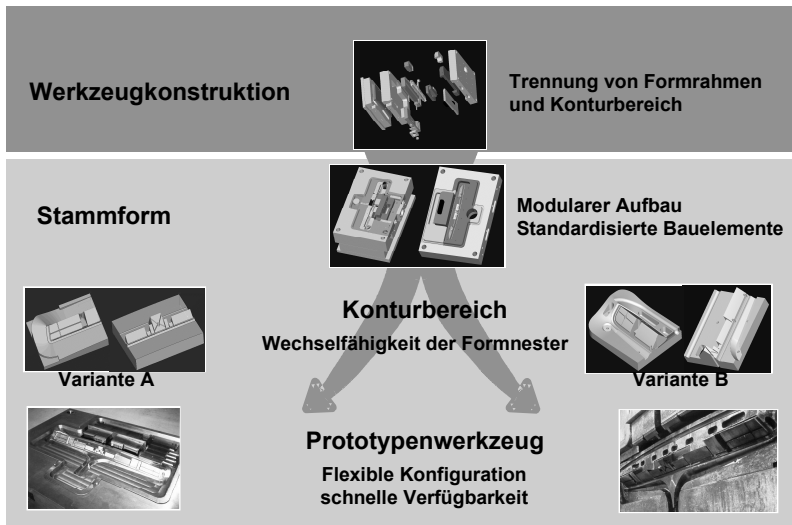 Werkzeugkonstruktion
Trennung von Formrahmen
und Konturbereich
Stammform
Modularer Aufbau
Standardisierte Bauelemente
Konturbereich
Wechselfähigkeit der Formnester
Variante A
Variante B
Prototypenwerkzeug
Flexible Konfiguration
schnelle Verfügbarkeit